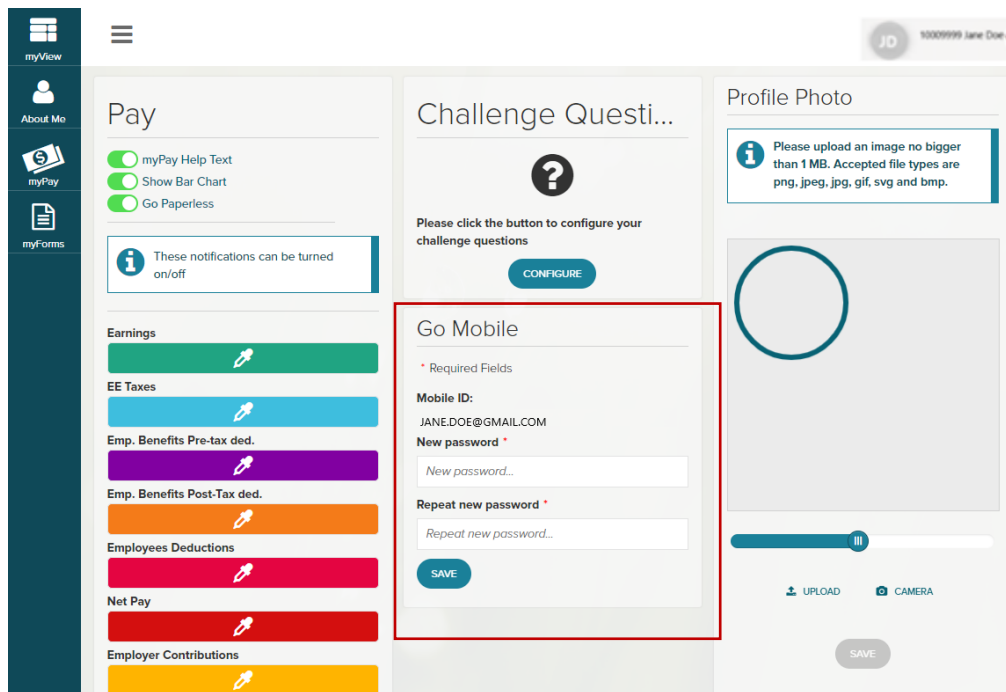 myView
About Me
myPay
myForms
JD
10009999 Jane Doe
Pay
myPay Help Text
Show Bar Chart
Go Paperless
These notifications can be turned
on/off
Earnings
EE Taxes
Emp. Benefits Pre-tax ded.
Emp. Benefits Post-Tax ded.
Employees Deductions
Net Pay
Employer Contributions
Challenge Questi...
?
Please click the button to configure your
challenge questions
CONFIGURE
Go Mobile
* Required Fields
Mobile ID:
JANE.DOE@GMAIL.COM
New password *
New password...
Repeat new password *
Repeat new password...
SAVE
Profile Photo
Please upload an image no bigger
than 1 MB. Accepted file types are
png, jpeg, jpg, gif, svg and bmp.
UPLOAD
CAMERA
SAVE